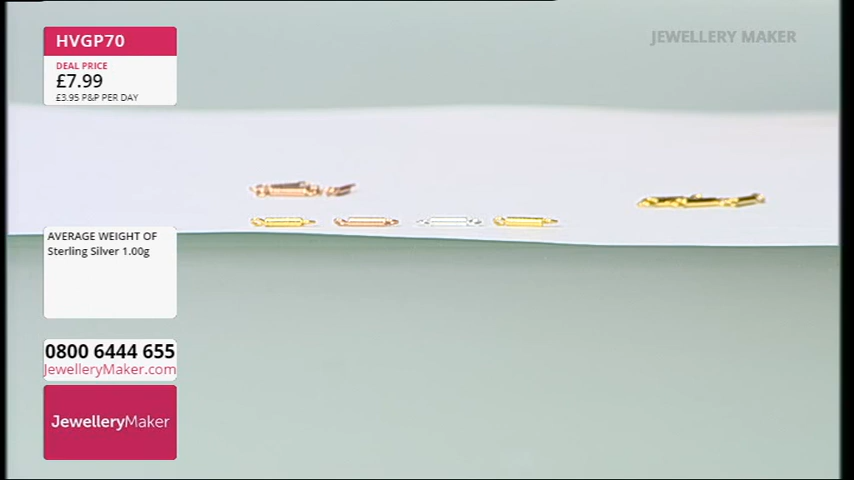 HVGP70
DEAL PRICE
£7.99
£3.95 P&P PER DAY
JEWELLERY MAKER
AVERAGE WEIGHT OF
Sterling Silver 1.00g
0800 6444 655
JewelleryMaker.com
JewelleryMaker